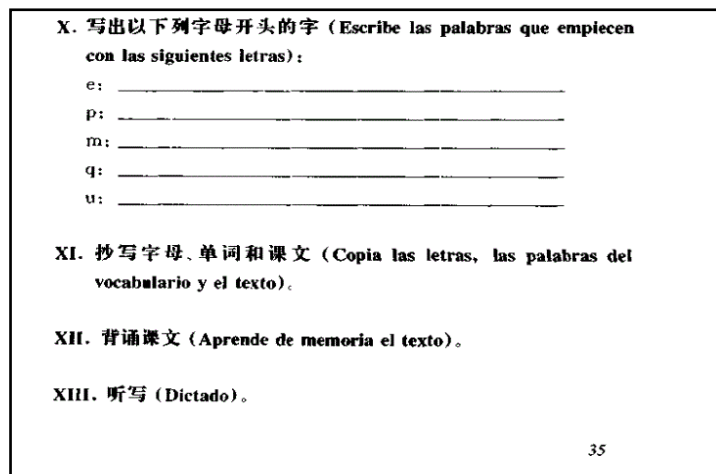 X. 写出以下列字母开头的字 (Escribe las palabras que empiecen
con las siguientes letras):
e:
p:
m:
q:
u:
XI. 抄写字母、单词和课文 (Copia las letras, las palabras del
vocabulario y el texto)。
XII. 背诵课文 (Aprende de memoria el texto)。
XIII. 听写 (Dictado)。
35